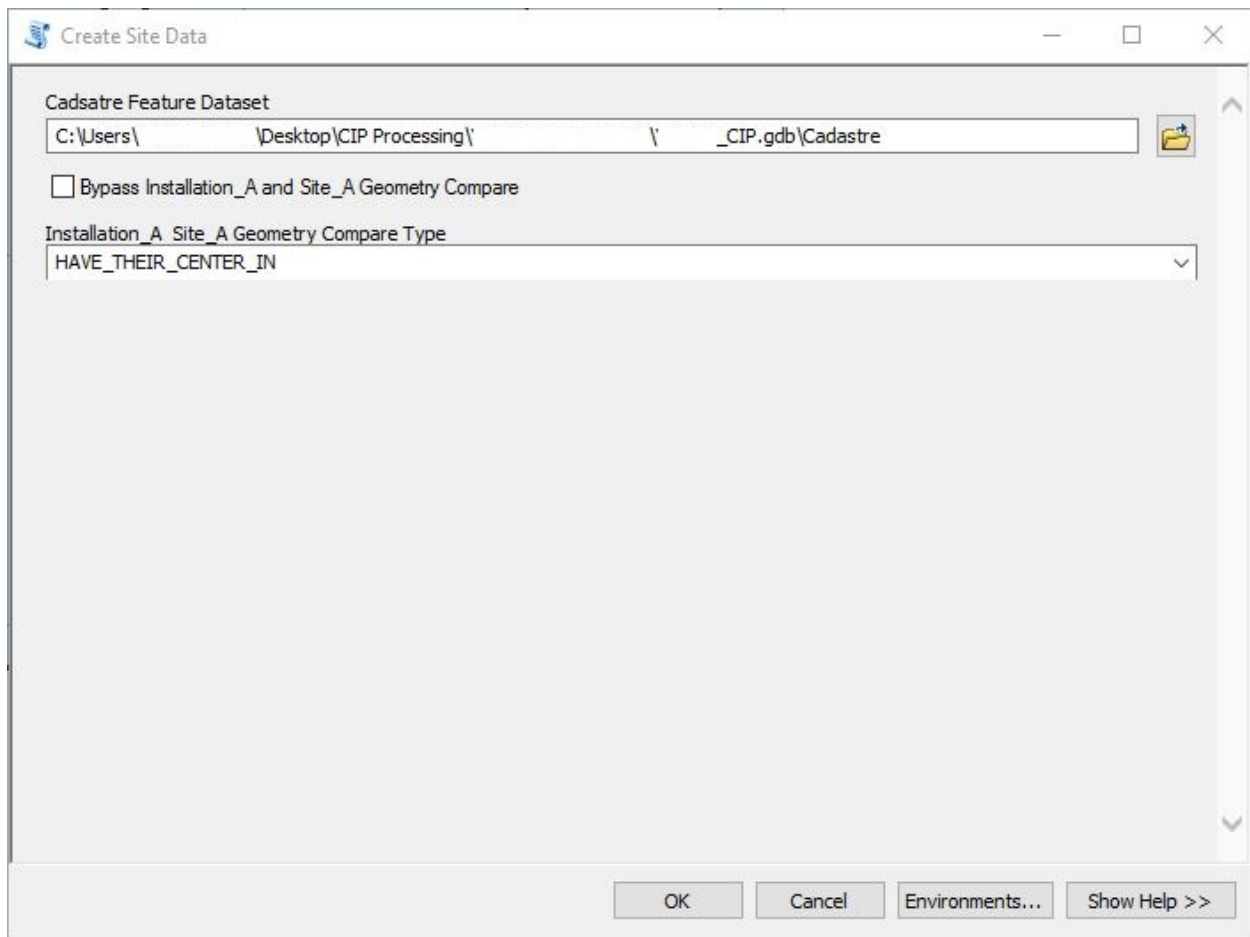 Create Site Data
Cadsatre Feature Dataset
C:\Users\ \Desktop\CIP Processing\' \' _CIP.gdb\Cadastre
Bypass Installation_A and Site_A Geometry Compare
Installation_A Site_A Geometry Compare Type
HAVE_THEIR_CENTER_IN
OK Cancel Environments... Show Help >>